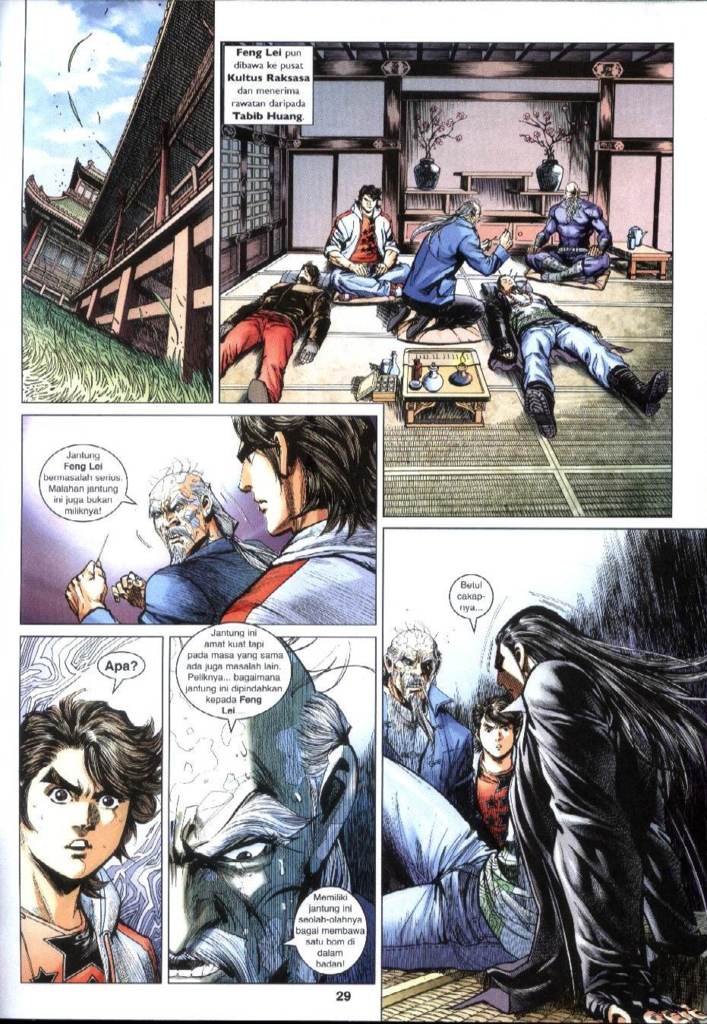 Feng Lei pun
dibawa ke pusat
Kultus Raksasa
dan menerima
rawatan daripada
Tabib Huang.
Jantung
Feng Lei
bermasalah serius.
Malahan jantung
ini juga bukan
miliknya!
Apa?
Jantung ini
amat kuat tapi
pada masa yang sama
ada juga masalah lain.
Peliknya... bagaimana
jantung ini dipindahkan
kepada Feng
Lei...
Memiliki
jantung ini
seolah-olahnya
bagai membawa
satu bom di
dalam
badan!
Betul
cakap-
nya...
29